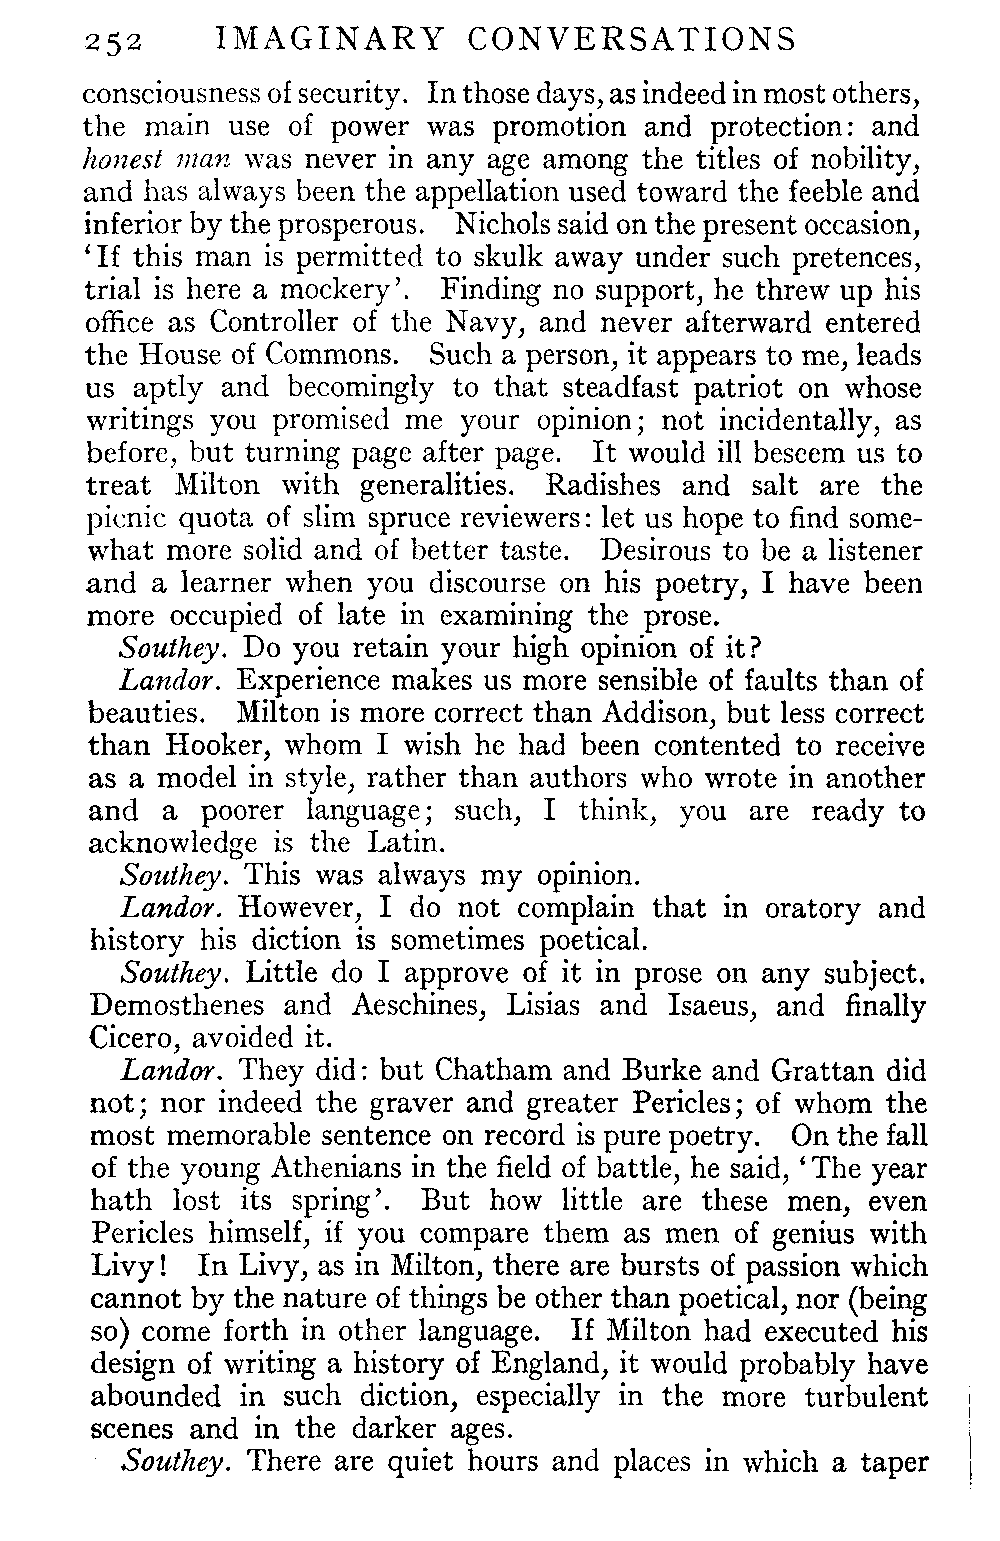 252 IMAGINARY CONVERSATIONS
consciousness of security. In those days, as indeed in most others,
the main use of power was promotion and protection: and
honest man was never in any age among the titles of nobility,
and has always been the appellation used toward the feeble and
inferior by the prosperous. Nichols said on the present occasion,
‘If this man is permitted to skulk away under such pretences,
trial is here a mockery’. Finding no support, he threw up his
office as Controller of the Navy, and never afterward entered
the House of Commons. Such a person, it appears to me, leads
us aptly and becomingly to that steadfast patriot on whose
writings you promised me your opinion; not incidentally, as
before, but turning page after page. It would ill beseem us to
treat Milton with generalities. Radishes and salt are the
picnic quota of slim spruce reviewers: let us hope to find some-
what more solid and of better taste. Desirous to be a listener
and a learner when you discourse on his poetry, I have been
more occupied of late in examining the prose.
Southey. Do you retain your high opinion of it?
Landor. Experience makes us more sensible of faults than of
beauties. Milton is more correct than Addison, but less correct
than Hooker, whom I wish he had been contented to receive
as a model in style, rather than authors who wrote in another
and a poorer language; such, I think, you are ready to
acknowledge is the Latin.
Southey. This was always my opinion.
Landor. However, I do not complain that in oratory and
history his diction is sometimes poetical.
Southey. Little do I approve of it in prose on any subject.
Demosthenes and Aeschines, Lisias and Isaeus, and finally
Cicero, avoided it.
Landor. They did: but Chatham and Burke and Grattan did
not; nor indeed the graver and greater Pericles; of whom the
most memorable sentence on record is pure poetry. On the fall
of the young Athenians in the field of battle, he said, ‘The year
hath lost its spring’. But how little are these men, even
Pericles himself, if you compare them as men of genius with
Livy! In Livy, as in Milton, there are bursts of passion which
cannot by the nature of things be other than poetical, nor (being
so) come forth in other language. If Milton had executed his
design of writing a history of England, it would probably have
abounded in such diction, especially in the more turbulent
scenes and in the darker ages.
Southey. There are quiet hours and places in which a taper